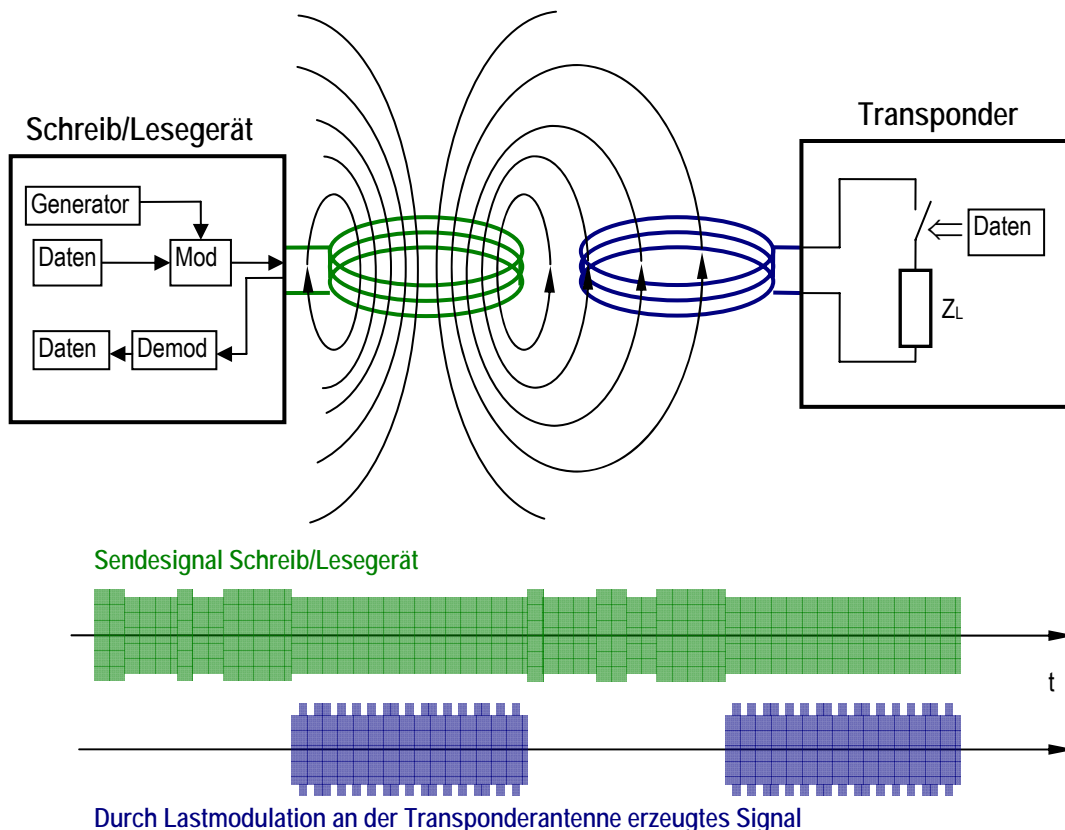 Schreib/Lesegerät
Transponder
Generator
Daten
Mod
Daten
Demod
Daten
ZL
Sendesignal Schreib/Lesegerät
t
Durch Lastmodulation an der Transponderantenne erzeugtes Signal